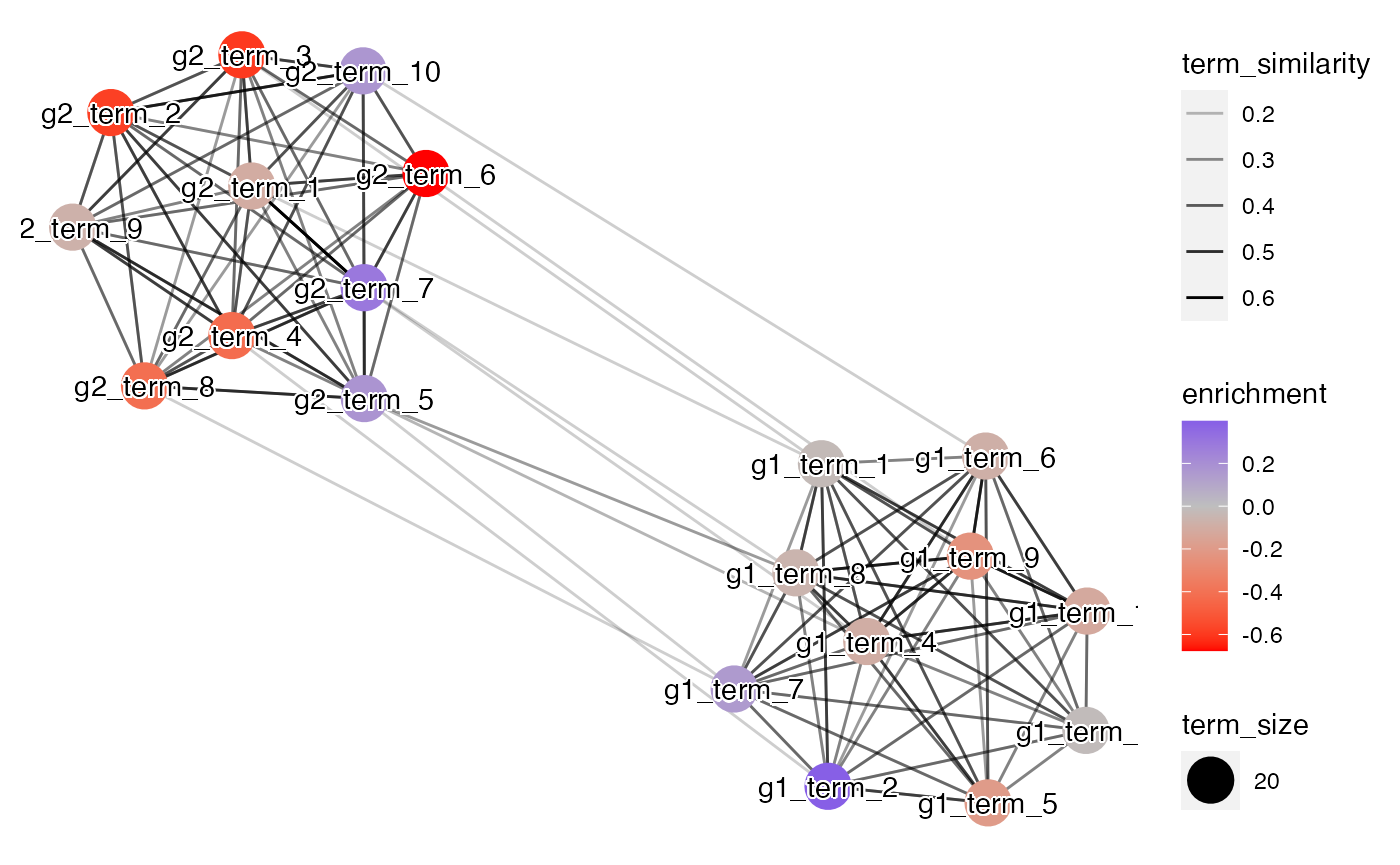 g2_term_3
g2_term_10
g2_term_2
g2_term_6
g2_term_1
2_term_9
g2_term_7
g2_term_4
g2_term_8
g2_term_5
g1_term_1
g1_term_6
g1_term_9
g1_term_8
g1_term_
g1_term_4
g1_term_7
g1_term_
g1_term_2
g1_term_5
term_similarity
0.2
0.3
0.4
0.5
0.6
enrichment
0.2
0.0
-0.2
-0.4
-0.6
term_size
20